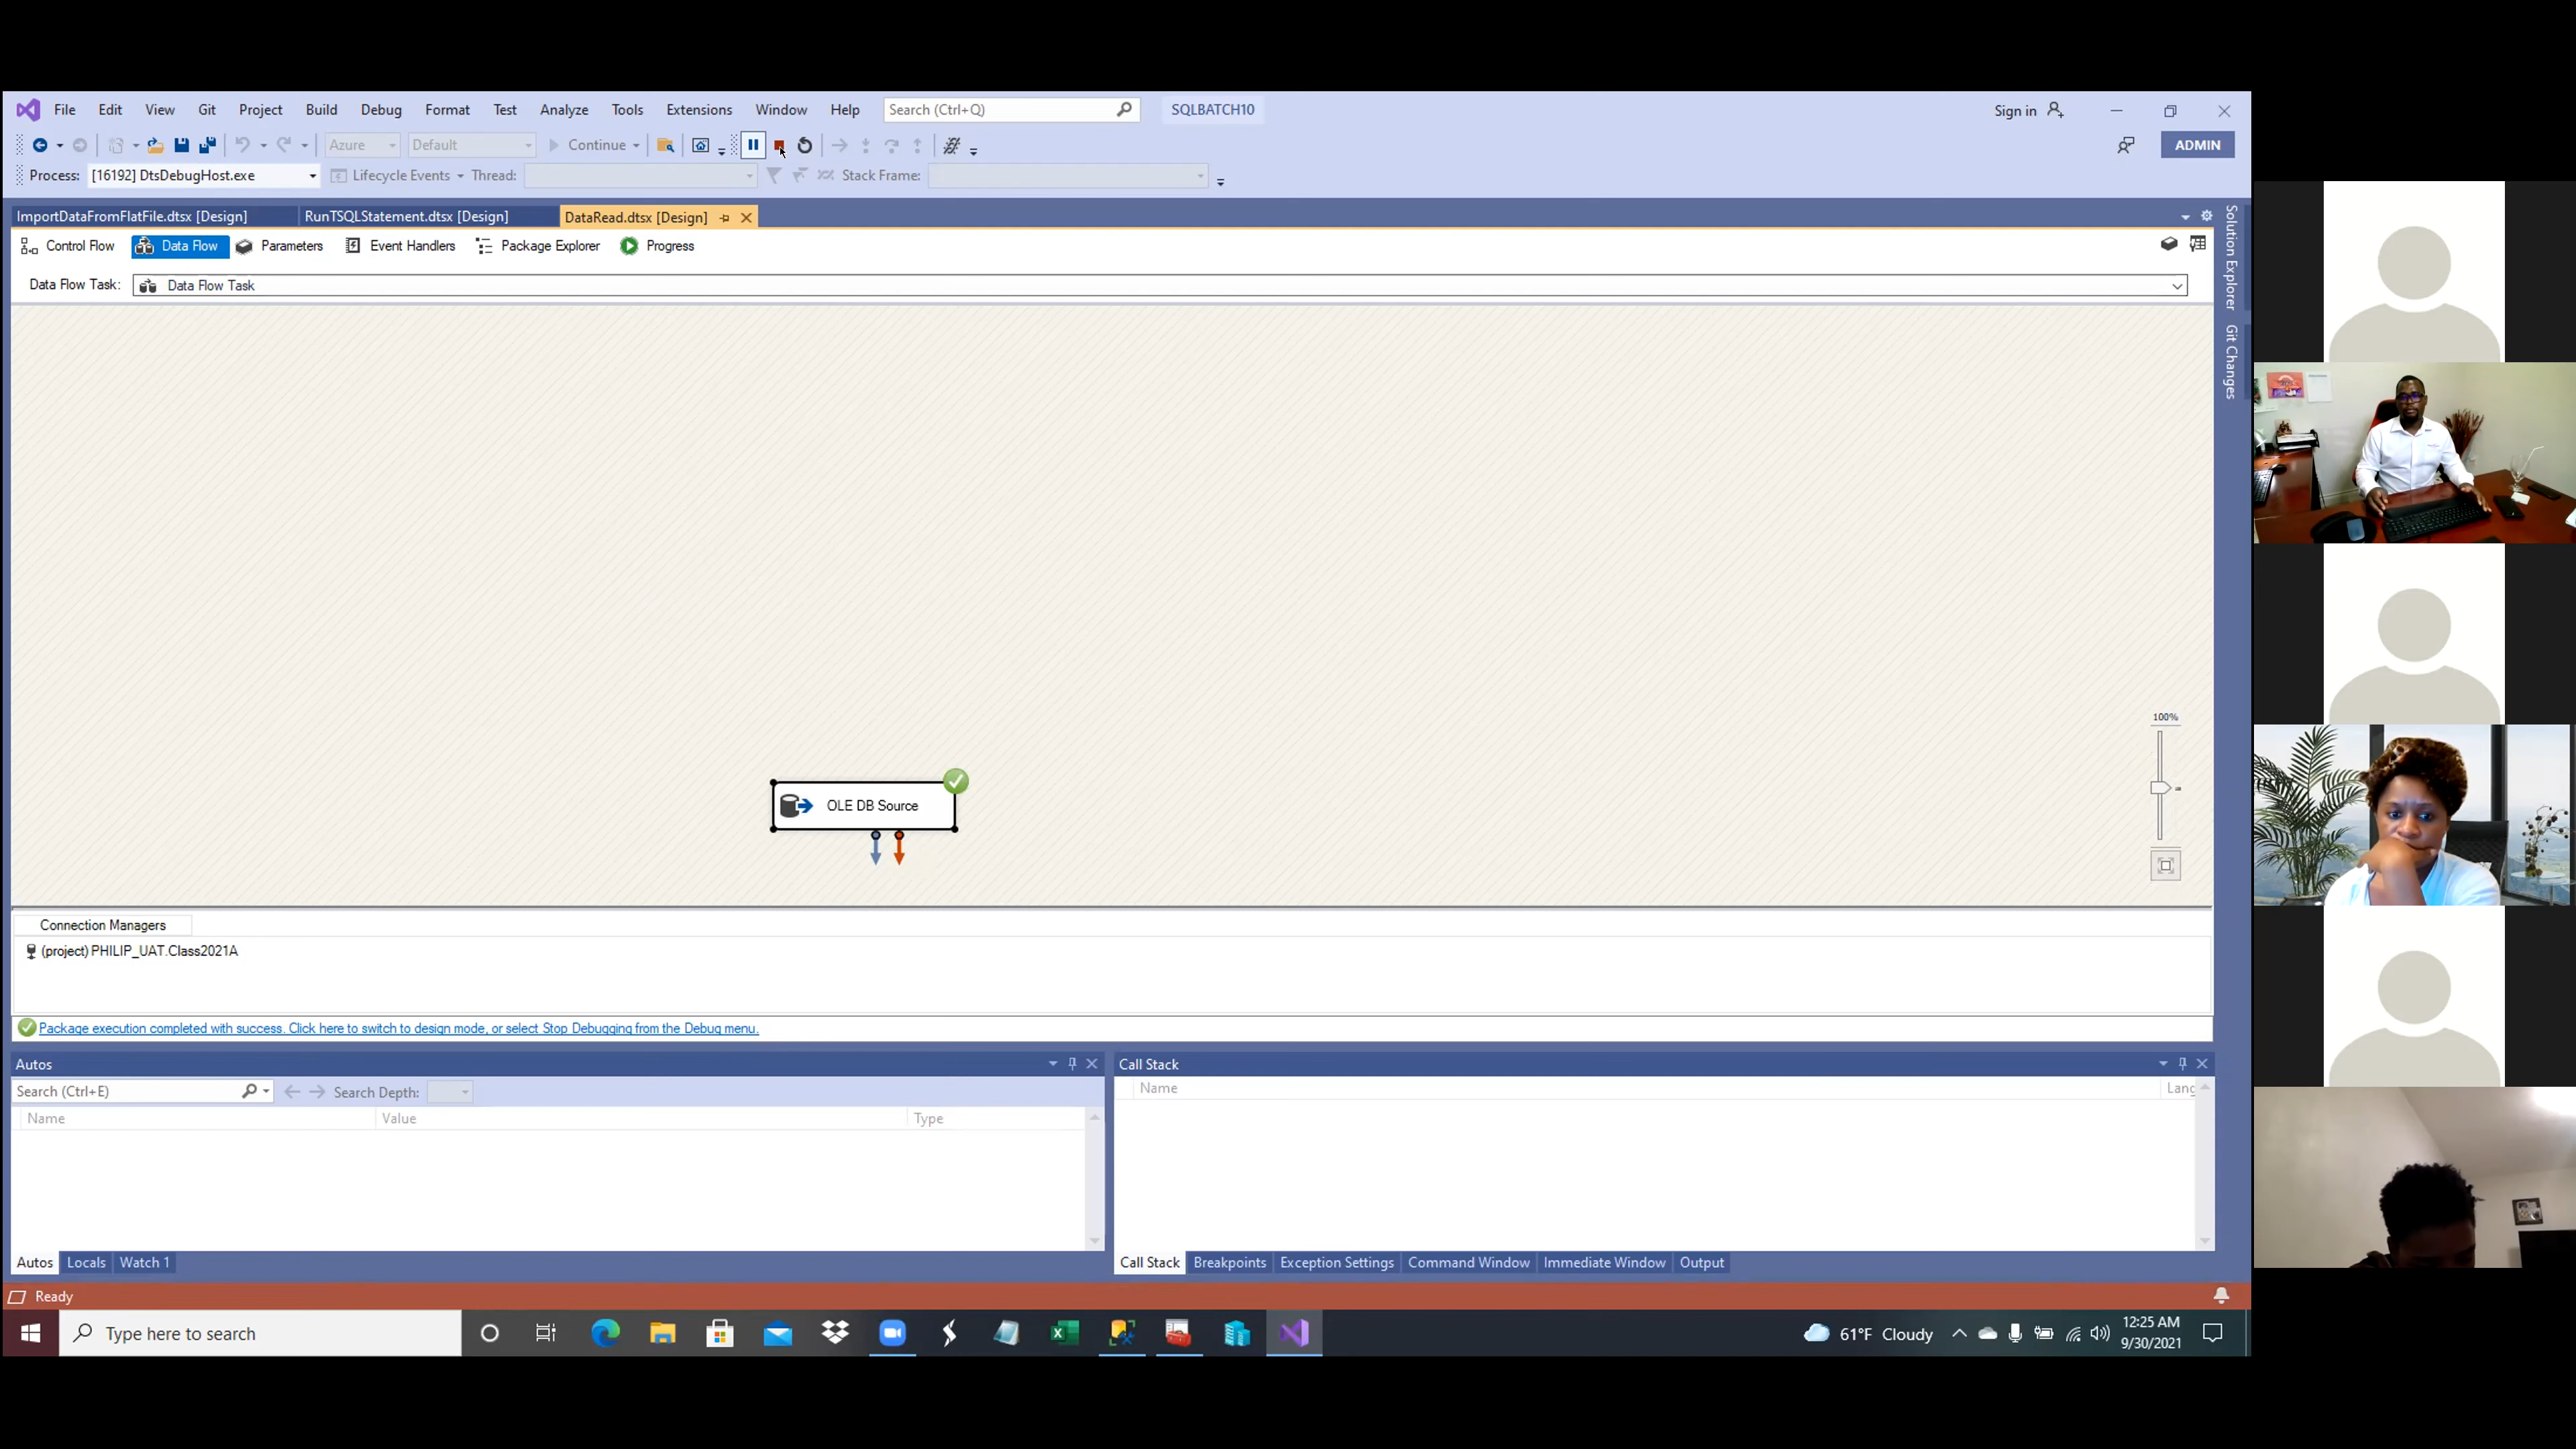 File Edit View Git Project Build Debug Format Test Analyze Tools Extensions Window Help Search (Ctrl+Q) SQLBATCH10 Sign in
Azure Default Continue ADMIN
Process: [16192] DtsDebugHost.exe Lifecycle Events Thread: Stack Frame:
ImportDataFromFlatFile.dtsx [Design] RunTSQLStatement.dtsx [Design] DataRead.dtsx [Design]
Control Flow Data Flow Parameters Event Handlers Package Explorer Progress
Data Flow Task: Data Flow Task
Solution Explorer
Git Changes
100%
OLE DB Source
Connection Managers
(project) PHILIP_UAT.Class2021A
Package execution completed with success. Click here to switch to design mode, or select Stop Debugging from the Debug menu.
Autos Call Stack
Search (Ctrl+E) Search Depth: Name Lang
Name Value Type
Autos Locals Watch 1 Call Stack Breakpoints Exception Settings Command Window Immediate Window Output
Ready
Type here to search 61°F Cloudy 12:25 AM
9/30/2021